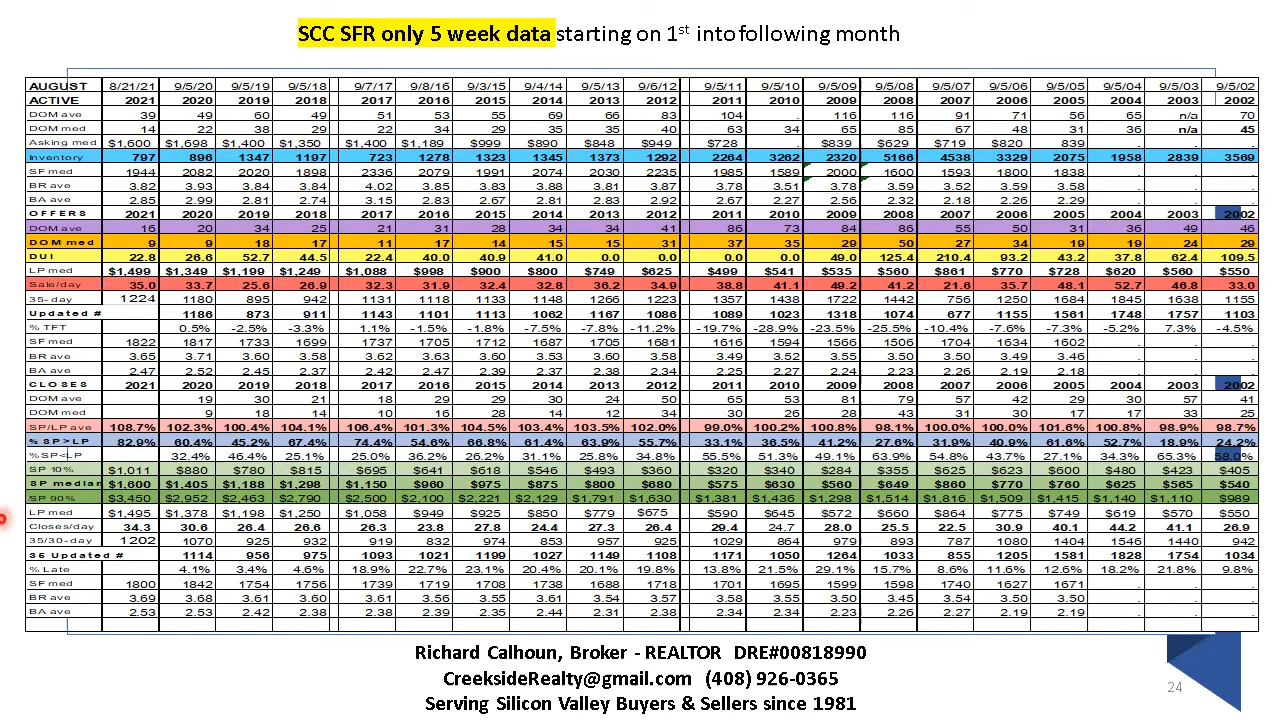 SCC SFR only 5 week data starting on 1st into following month
AUGUST 8/21/21 9/5/20 9/5/19 9/5/18 9/7/17 9/8/16 9/3/15 9/4/14 9/5/13 9/6/12 9/5/11 9/5/10 9/5/09 9/5/08 9/5/07 9/5/06 9/5/05 9/5/04 9/5/03 9/5/02
ACTIVE 2021 2020 2019 2018 2017 2016 2015 2014 2013 2012 2011 2010 2009 2008 2007 2006 2005 2004 2003 2002
DOM ave 39 49 60 49 51 53 55 69 66 83 104 . 116 116 91 71 56 65 n/a 70
DOM med 14 22 38 29 22 34 29 35 35 40 63 34 65 85 67 48 31 36 n/a 45
Asking med $1,600 $1,698 $1,400 $1,350 $1,400 $1,189 $999 $890 $848 $949 $728 . $839 $629 $719 $820 839 . . .
Inventory 797 896 1347 1197 723 1278 1323 1345 1373 1292 2264 3262 2320 5166 4538 3329 2075 1958 2839 3569
SF med 1944 2082 2020 1898 2336 2079 1991 2074 2030 2235 1985 1589 2000 1600 1593 1800 1838 . . .
BR ave 3.82 3.93 3.84 3.84 4.02 3.85 3.83 3.88 3.81 3.87 3.78 3.51 3.78 3.59 3.52 3.59 3.58 . . .
BA ave 2.85 2.99 2.81 2.74 3.15 2.83 2.67 2.81 2.83 2.92 2.67 2.27 2.56 2.32 2.18 2.26 2.29 . . .
OFFERS 2021 2020 2019 2018 2017 2016 2015 2014 2013 2012 2011 2010 2009 2008 2007 2006 2005 2004 2003 2002
DOM ave 16 20 34 25 21 31 28 34 34 41 86 73 84 86 55 50 31 36 49 46
DOM med 9 9 18 17 11 17 14 15 15 31 37 35 29 50 27 34 19 19 24 29
DUI 22.8 26.6 52.7 44.5 22.4 40.0 40.9 41.0 0.0 0.0 0.0 0.0 49.0 125.4 210.4 93.2 43.2 37.8 62.4 109.5
LP med $1,499 $1,349 $1,199 $1,249 $1,088 $998 $900 $800 $749 $625 $499 $541 $535 $560 $861 $770 $728 $620 $560 $550
Sale/day 35.0 33.7 25.6 26.9 32.3 31.9 32.4 32.8 36.2 34.9 38.8 41.1 49.2 41.2 21.6 35.7 48.1 52.7 46.8 33.0
35-day 1224 1180 895 942 1131 1118 1133 1148 1266 1223 1357 1438 1722 1442 756 1250 1684 1845 1638 1155
Updated # 1186 873 911 1143 1101 1113 1062 1167 1086 1089 1023 1318 1074 677 1155 1561 1748 1757 1103
% TFT 0.5% -2.5% -3.3% 1.1% -1.5% -1.8% -7.5% -7.8% -11.2% -19.7% -28.9% -23.5% -25.5% -10.4% -7.6% -7.3% -5.2% 7.3% -4.5%
SF med 1822 1817 1733 1699 1737 1705 1712 1687 1705 1681 1616 1594 1566 1506 1704 1634 1602 . . .
BR ave 3.65 3.71 3.60 3.58 3.62 3.63 3.60 3.53 3.60 3.58 3.49 3.52 3.55 3.50 3.50 3.49 3.46 . . .
BA ave 2.47 2.52 2.45 2.37 2.42 2.47 2.39 2.37 2.38 2.34 2.25 2.27 2.24 2.23 2.26 2.19 2.18 . . .
CLOSES 2021 2020 2019 2018 2017 2016 2015 2014 2013 2012 2011 2010 2009 2008 2007 2006 2005 2004 2003 2002
DOM ave 19 30 21 18 29 29 30 24 50 65 53 81 79 57 42 29 30 57 41
DOM med 9 18 14 10 16 28 14 12 34 30 26 28 43 31 30 17 17 33 25
SP/LP ave 108.7% 102.3% 100.4% 104.1% 106.4% 101.3% 104.5% 103.4% 103.5% 102.0% 99.0% 100.2% 100.8% 98.1% 100.0% 100.0% 101.6% 100.8% 98.9% 98.7%
% SP>LP 82.9% 60.4% 45.2% 67.4% 74.4% 54.6% 66.8% 61.4% 63.9% 55.7% 33.1% 36.5% 41.2% 27.6% 31.9% 40.9% 61.6% 52.7% 18.9% 24.2%
%SP<LP 32.4% 46.4% 25.1% 25.0% 36.2% 26.2% 31.1% 25.8% 34.8% 55.5% 51.3% 49.1% 63.9% 54.8% 43.7% 27.1% 34.3% 65.3% 58.0%
SP 10% $1,011 $880 $780 $815 $695 $641 $618 $546 $493 $360 $320 $340 $284 $355 $625 $623 $600 $480 $423 $405
SP median $1,600 $1,405 $1,188 $1,298 $1,150 $960 $975 $875 $800 $680 $575 $630 $560 $649 $860 $770 $760 $625 $565 $540
SP 90% $3,450 $2,952 $2,463 $2,790 $2,500 $2,100 $2,221 $2,129 $1,791 $1,630 $1,381 $1,436 $1,298 $1,514 $1,816 $1,509 $1,415 $1,140 $1,110 $989
LP med $1,495 $1,378 $1,198 $1,250 $1,058 $949 $925 $850 $779 $675 $590 $645 $572 $660 $864 $775 $749 $619 $570 $550
Closes/day 34.3 30.6 26.4 26.6 26.3 23.8 27.8 24.4 27.3 26.4 29.4 24.7 28.0 25.5 22.5 30.9 40.1 44.2 41.1 26.9
35/30-day 1202 1070 925 932 919 832 974 853 957 925 1029 864 979 893 787 1080 1404 1546 1440 942
36 Updated # 1114 956 975 1093 1021 1199 1027 1149 1108 1171 1050 1264 1033 855 1205 1581 1828 1754 1034
% Late 4.1% 3.4% 4.6% 18.9% 22.7% 23.1% 20.4% 20.1% 19.8% 13.8% 21.5% 29.1% 15.7% 8.6% 11.6% 12.6% 18.2% 21.8% 9.8%
SF med 1800 1842 1754 1756 1739 1719 1708 1738 1688 1718 1701 1695 1599 1598 1740 1627 1671 . . .
BR ave 3.69 3.68 3.61 3.60 3.61 3.56 3.55 3.61 3.54 3.57 3.58 3.55 3.50 3.45 3.54 3.50 3.50 . . .
BA ave 2.53 2.53 2.42 2.38 2.38 2.39 2.35 2.44 2.31 2.38 2.34 2.34 2.23 2.26 2.27 2.19 2.19 . . .
Richard Calhoun, Broker - REALTOR DRE#00818990
CreeksideRealty@gmail.com (408) 926-0365
Serving Silicon Valley Buyers & Sellers since 1981
24